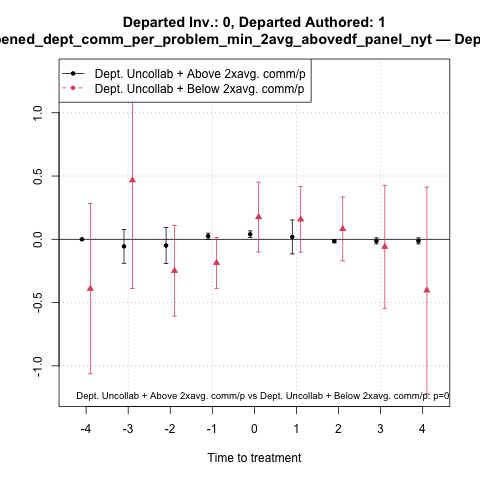 Departed Inv.: 0, Departed Authored: 1
ened_dept_comm_per_problem_min_2avg_abovedf_panel_nyt — Dep
Dept. Uncollab + Above 2xavg. comm/p
Dept. Uncollab + Below 2xavg. comm/p
1.0
0.5
0.0
-0.5
-1.0
Dept. Uncollab + Above 2xavg. comm/p vs Dept. Uncollab + Below 2xavg. comm/p: p=0
-4 -3 -2 -1 0 1 2 3 4
Time to treatment